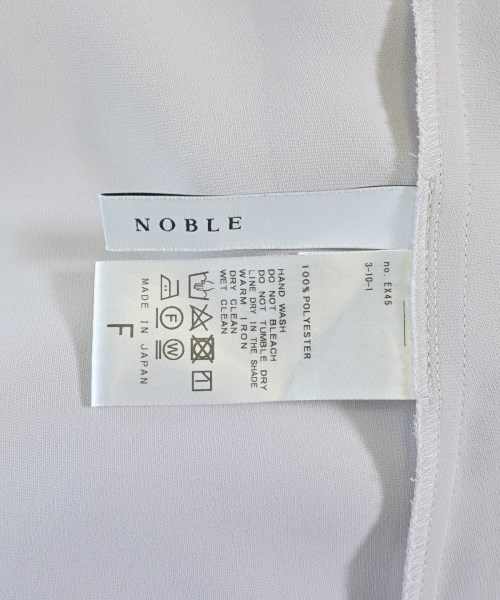 NOBLE
no. EX45
3-10-1
100% POLYESTER
HAND WASH
DO NOT BLEACH
DO NOT TUMBLE DRY
LINE DRY IN THE SHADE
WARM IRON
DRY CLEAN
WET CLEAN
F W
MADE IN JAPAN
F